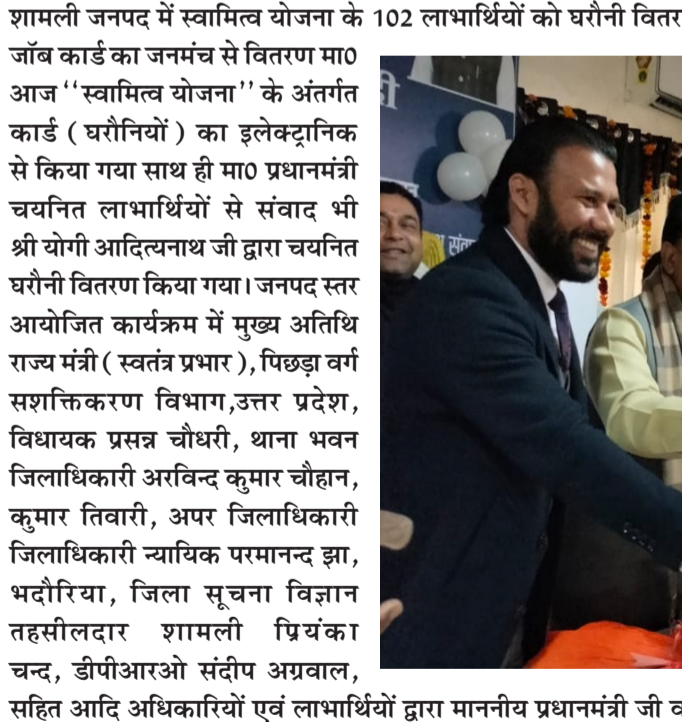 शामली जनपद में स्वामित्व योजना के 102 लाभार्थियों को घरौनी वितर
जॉब कार्ड का जनमंच से वितरण मा0
आज ‘‘स्वामित्व योजना’’ के अंतर्गत
कार्ड ( घरौनियों ) का इलेक्ट्रानिक
से किया गया साथ ही मा0 प्रधानमंत्री
चयनित लाभार्थियों से संवाद भी
श्री योगी आदित्यनाथ जी द्वारा चयनित
घरौनी वितरण किया गया। जनपद स्तर
आयोजित कार्यक्रम में मुख्य अतिथि
राज्य मंत्री ( स्वतंत्र प्रभार ), पिछड़ा वर्ग
सशक्तिकरण विभाग,उत्तर प्रदेश,
विधायक प्रसन्न चौधरी, थाना भवन
जिलाधिकारी अरविन्द कुमार चौहान,
कुमार तिवारी, अपर जिलाधिकारी
जिलाधिकारी न्यायिक परमानन्द झा,
भदौरिया, जिला सूचना विज्ञान
तहसीलदार शामली प्रियंका
चन्द, डीपीआरओ संदीप अग्रवाल,
सहित आदि अधिकारियों एवं लाभार्थियों द्वारा माननीय प्रधानमंत्री जी